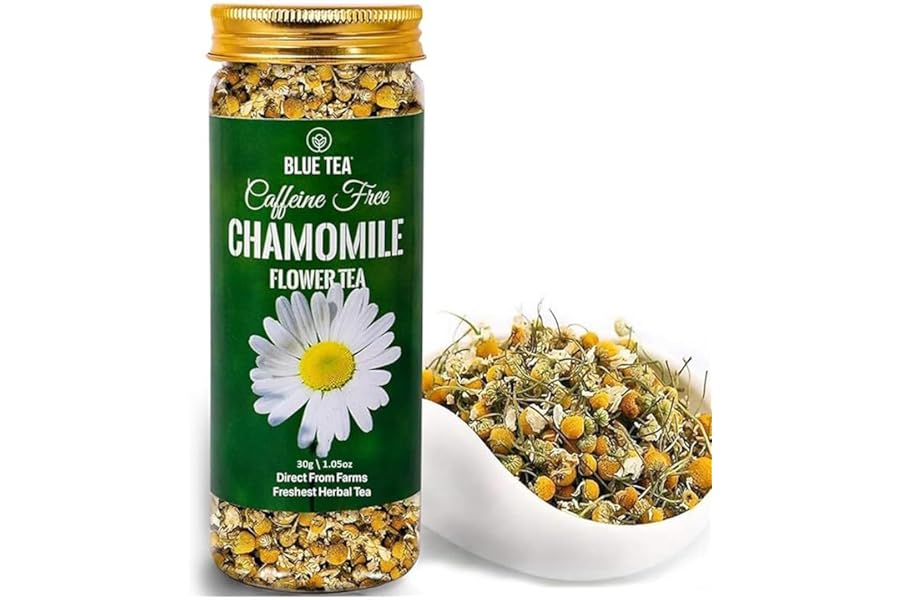 BLUE TEA®
Caffeine Free
CHAMOMILE
FLOWER TEA
30g \ 1.05oz
Direct From Farms
Freshest Herbal Tea